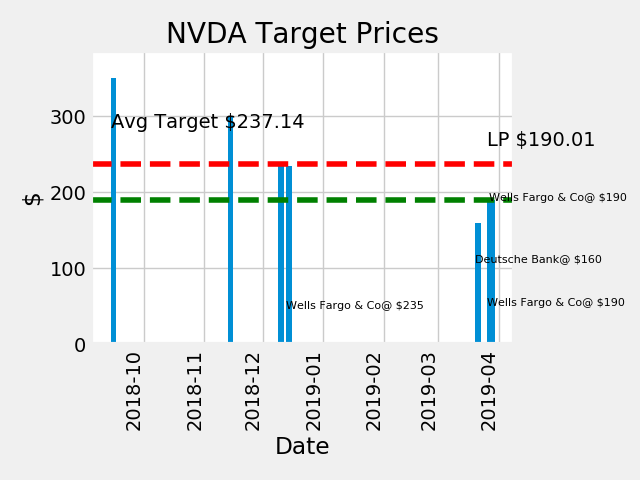 NVDA Target Prices
300
Avg Target $237.14
LP $190.01
$
200
Wells Fargo & Co@ $190
100
Deutsche Bank@ $160
Wells Fargo & Co@ $235
Wells Fargo & Co@ $190
0
2018-10
2018-11
2018-12
2019-01
2019-02
2019-03
2019-04
Date